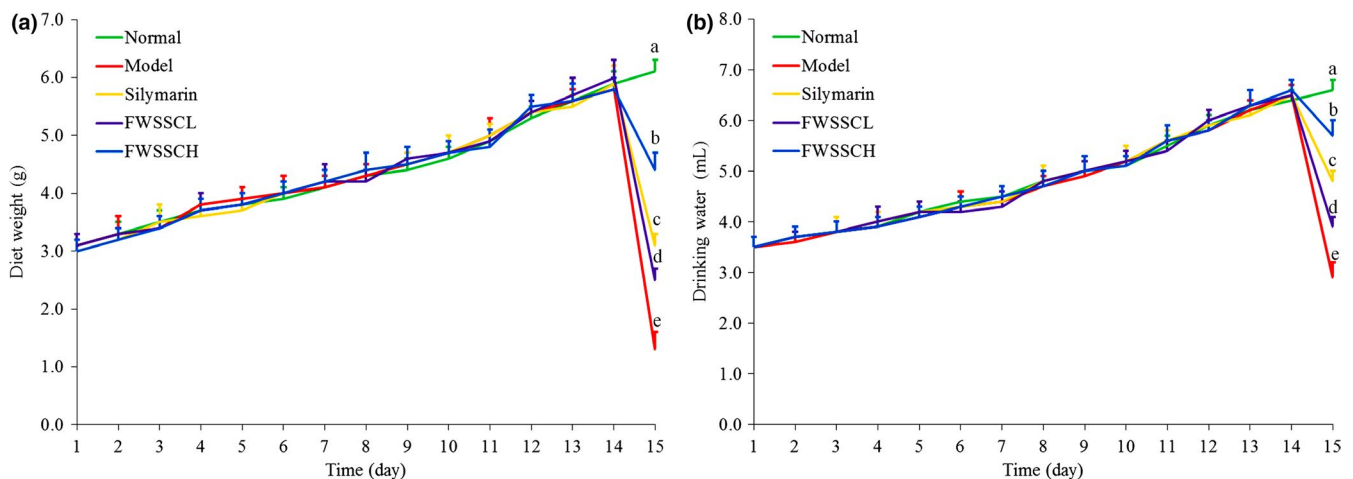 (a)
7.0
6.0
5.0
4.0
3.0
2.0
1.0
0.0
Diet weight (g)
Normal
Model
Silymarin
FWSSCL
FWSSCH
a
b
c
d
e
1 2 3 4 5 6 7 8 9 10 11 12 13 14 15
Time (day)
(b)
8.0
7.0
6.0
5.0
4.0
3.0
2.0
1.0
0.0
Drinking water (mL)
Normal
Model
Silymarin
FWSSCL
FWSSCH
a
b
c
d
e
1 2 3 4 5 6 7 8 9 10 11 12 13 14 15
Time (day)